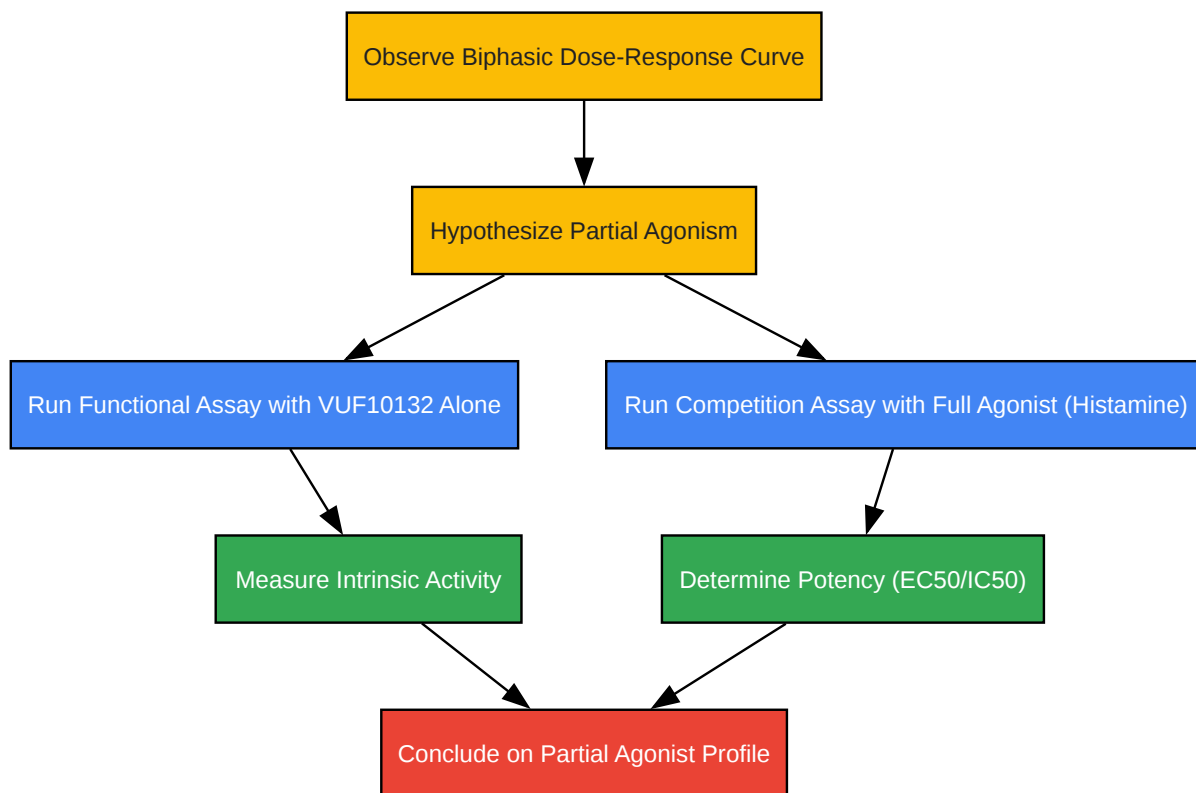 Observe Biphasic Dose-Response Curve
Hypothesize Partial Agonism
Run Functional Assay with VUF10132 Alone
Run Competition Assay with Full Agonist (Histamine)
Measure Intrinsic Activity
Determine Potency (EC50/IC50)
Conclude on Partial Agonist Profile